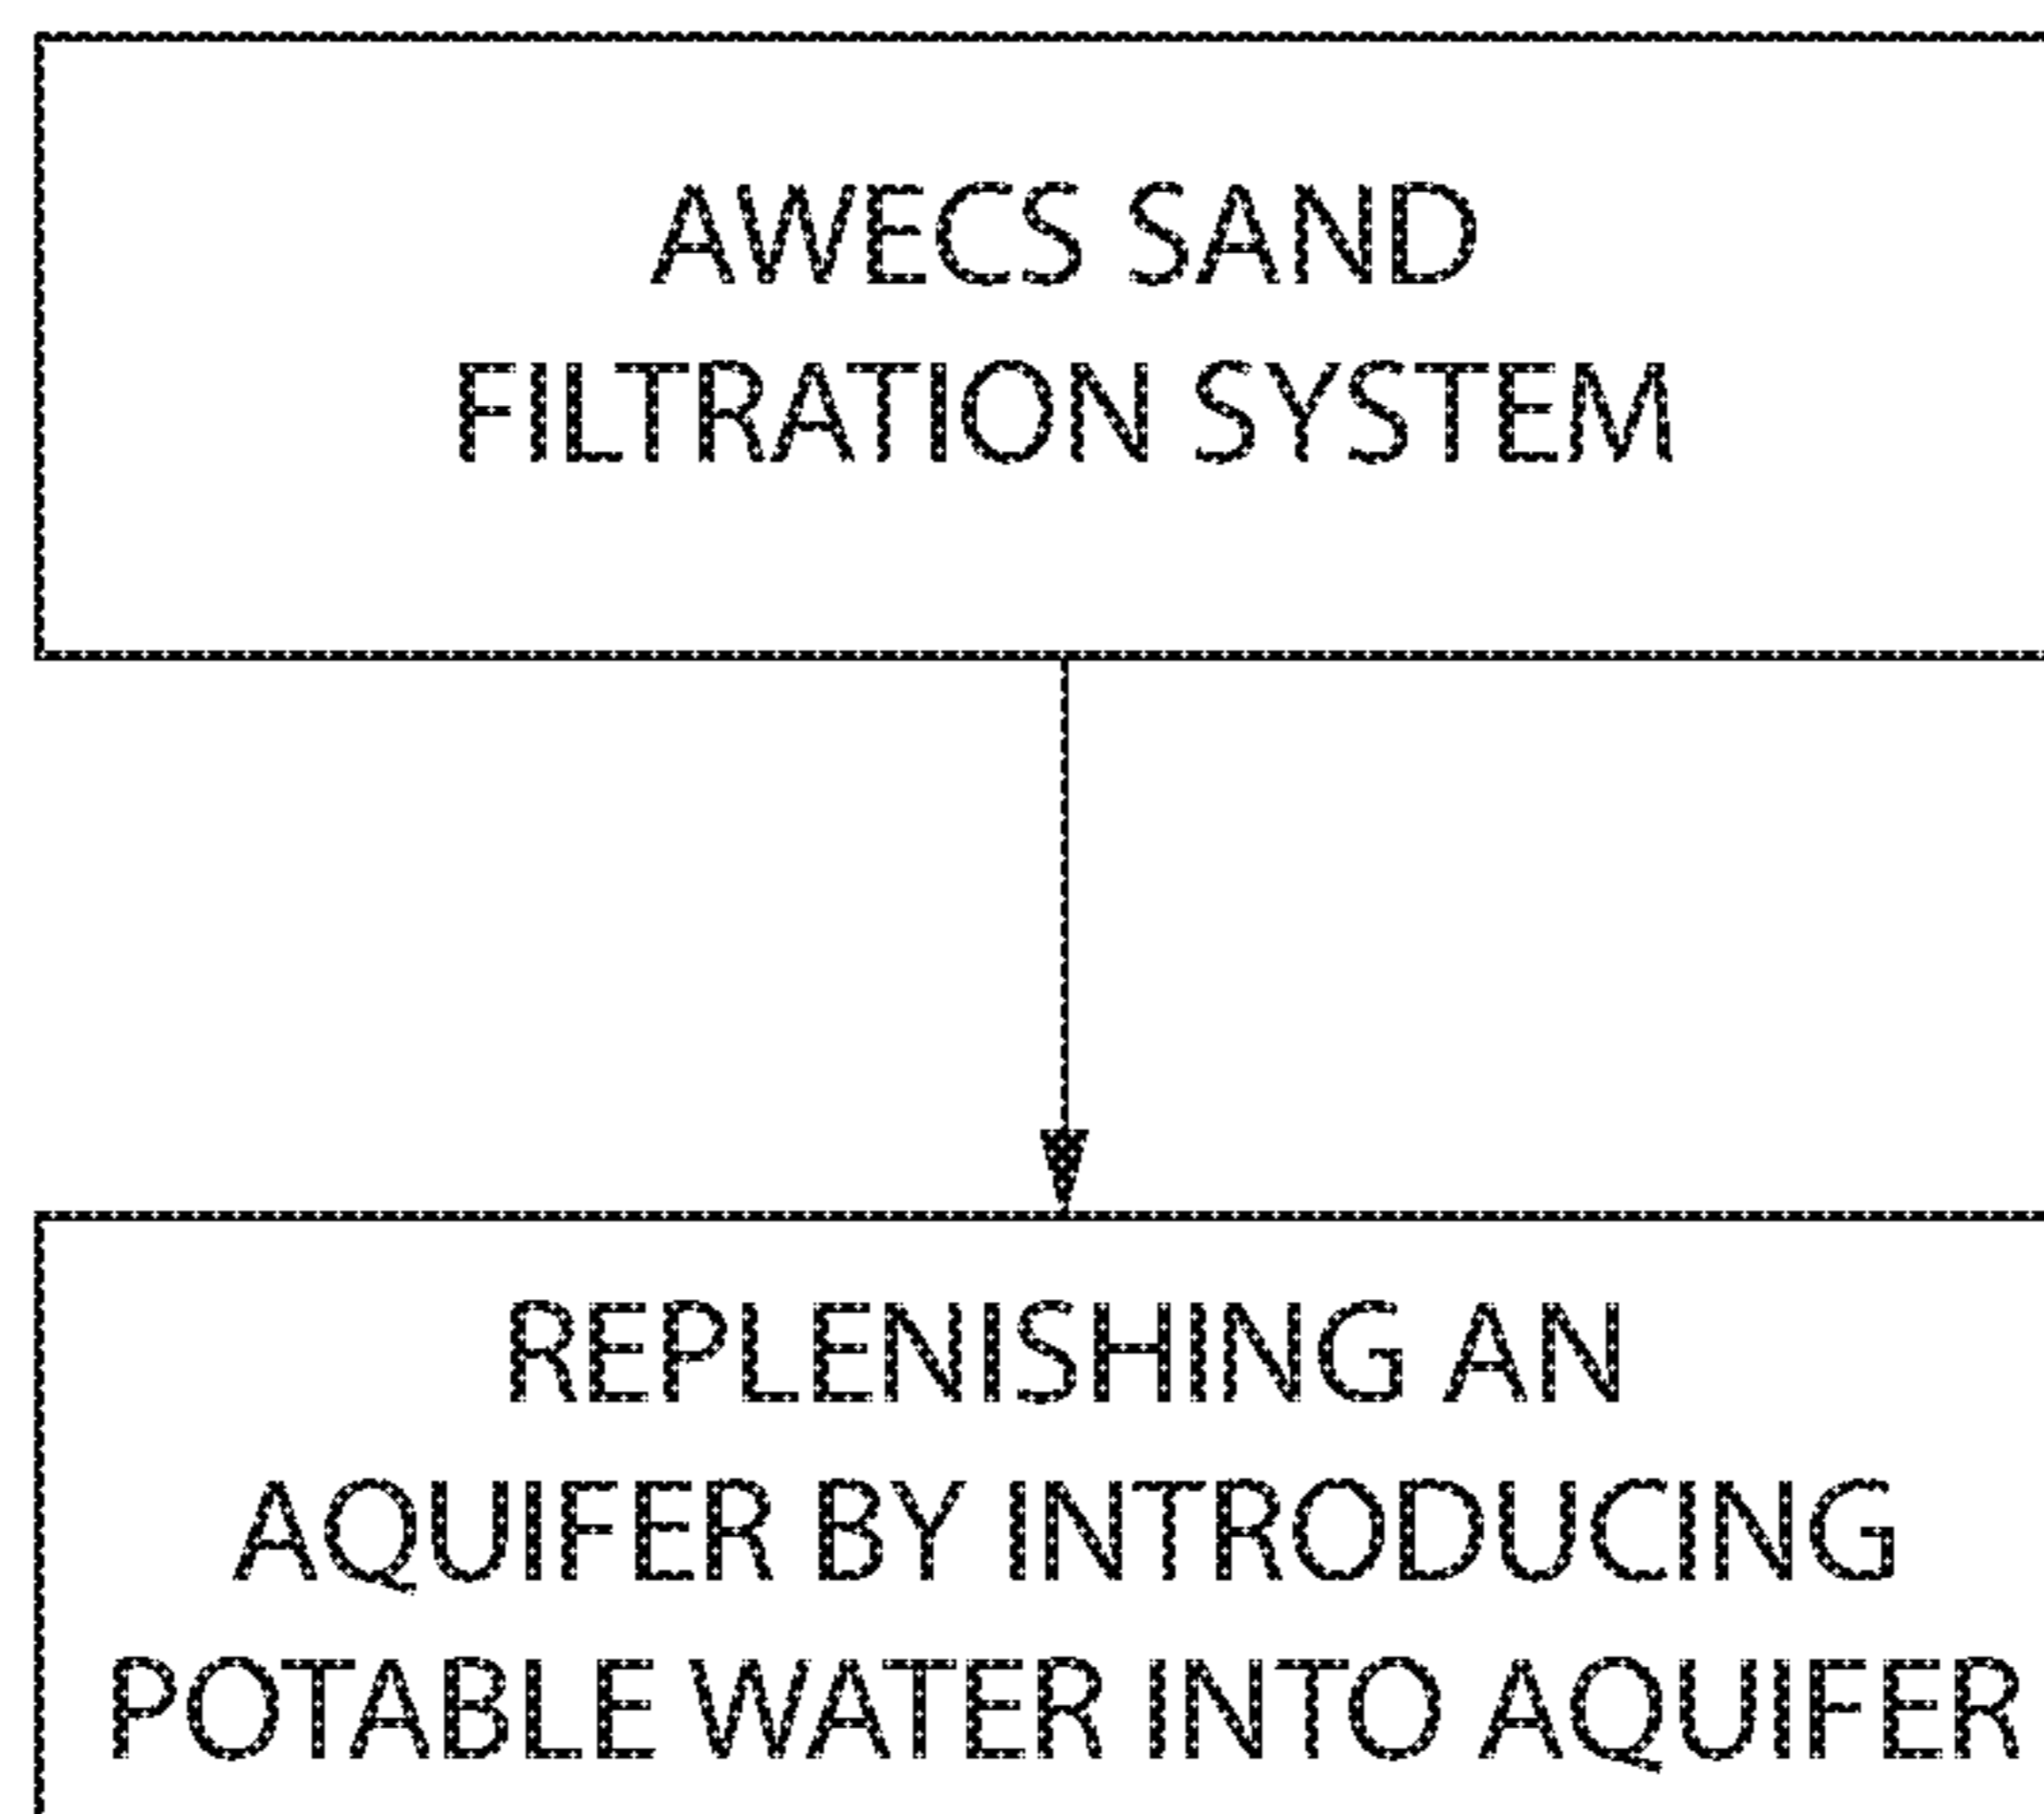 AWECS SAND
FILTRATION SYSTEM
REPLENISHING AN
AQUIFER BY INTRODUCING
POTABLE WATER INTO AQUIFER